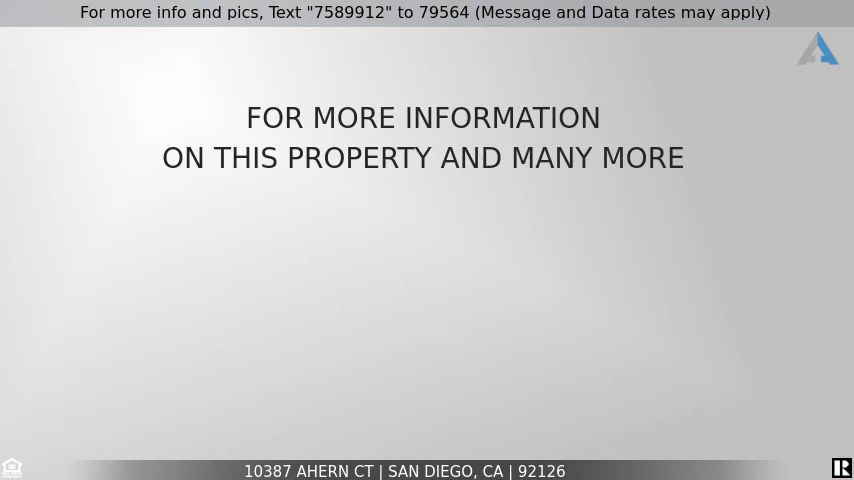 For more info and pics, Text "7589912" to 79564 (Message and Data rates may apply)
FOR MORE INFORMATION
ON THIS PROPERTY AND MANY MORE
10387 AHERN CT | SAN DIEGO, CA | 92126